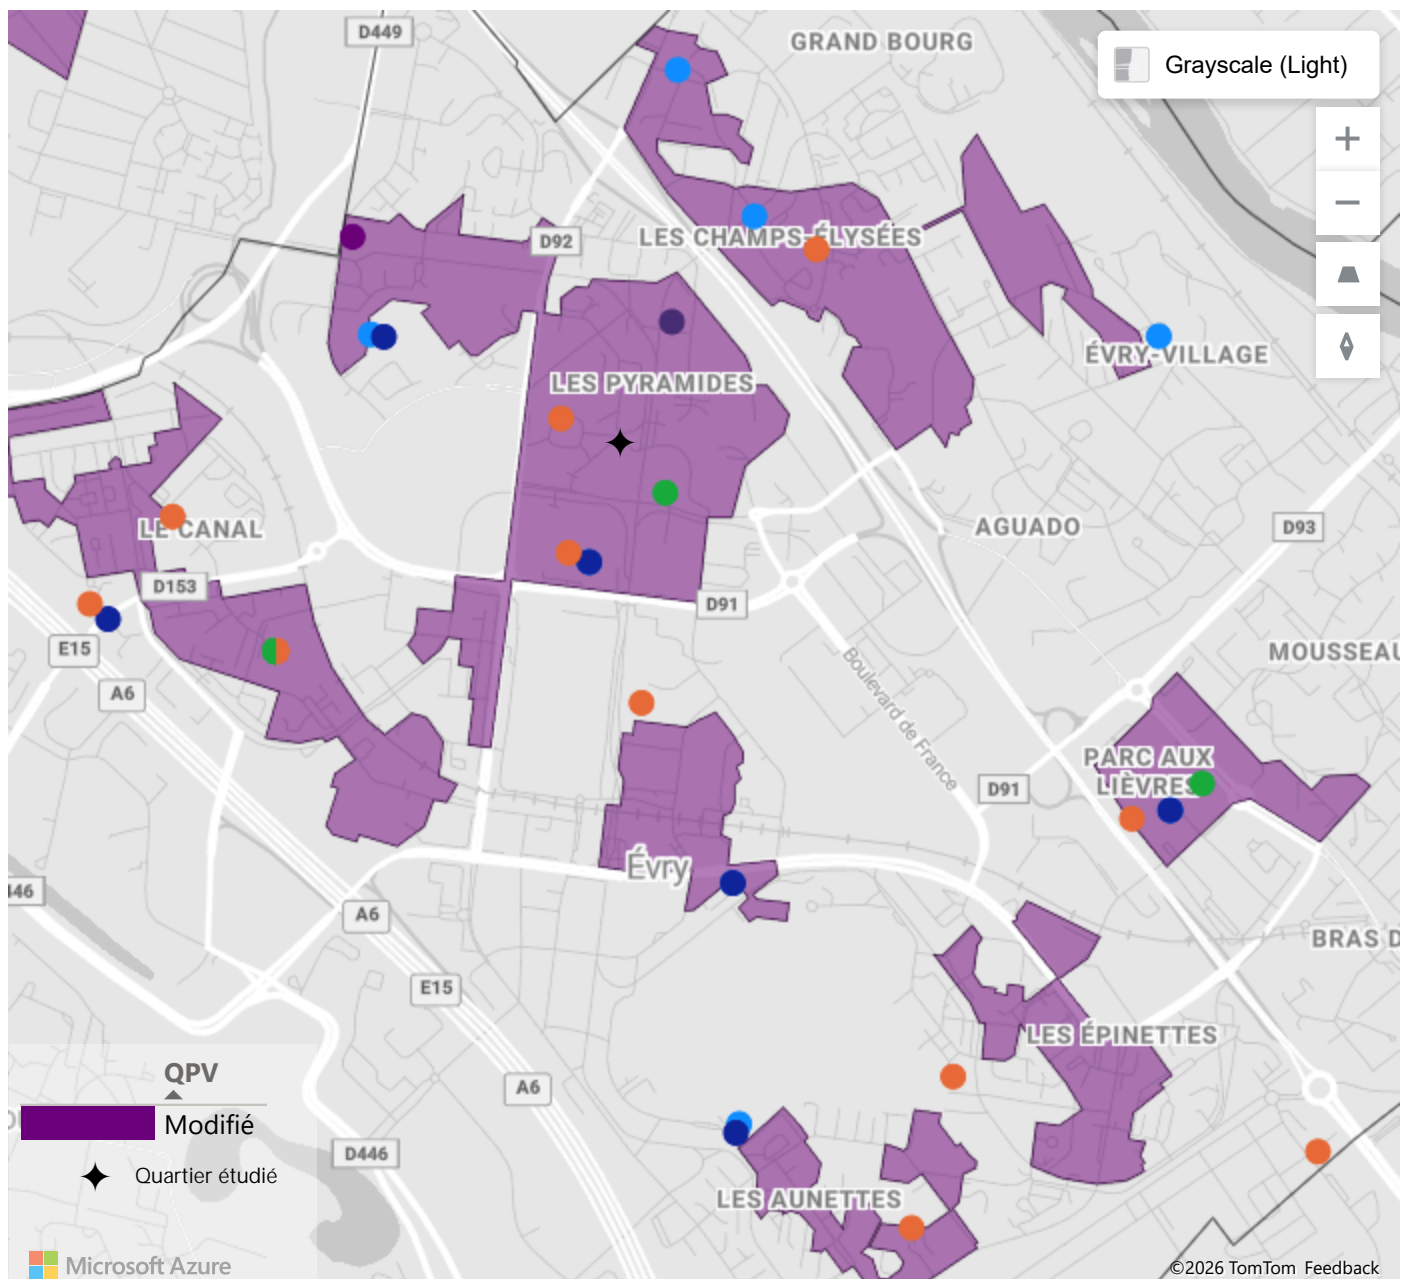 D449
GRAND BOURG
Grayscale (Light)
D92
LES CHAMPS-ÉLYSÉES
ÉVRY-VILLAGE
LES PYRAMIDES
LE CANAL
AGUADO
D93
D153
D91
E15
MOUSSEAU
A6
Boulevard de France
PARC AUX
LIÈVRES
D91
Évry
446
A6
BRAS D
E15
LES ÉPINETTES
QPV
A6
Modifié
D446
Quartier étudié
LES AUNETTES
Microsoft Azure
©2026 TomTom Feedback